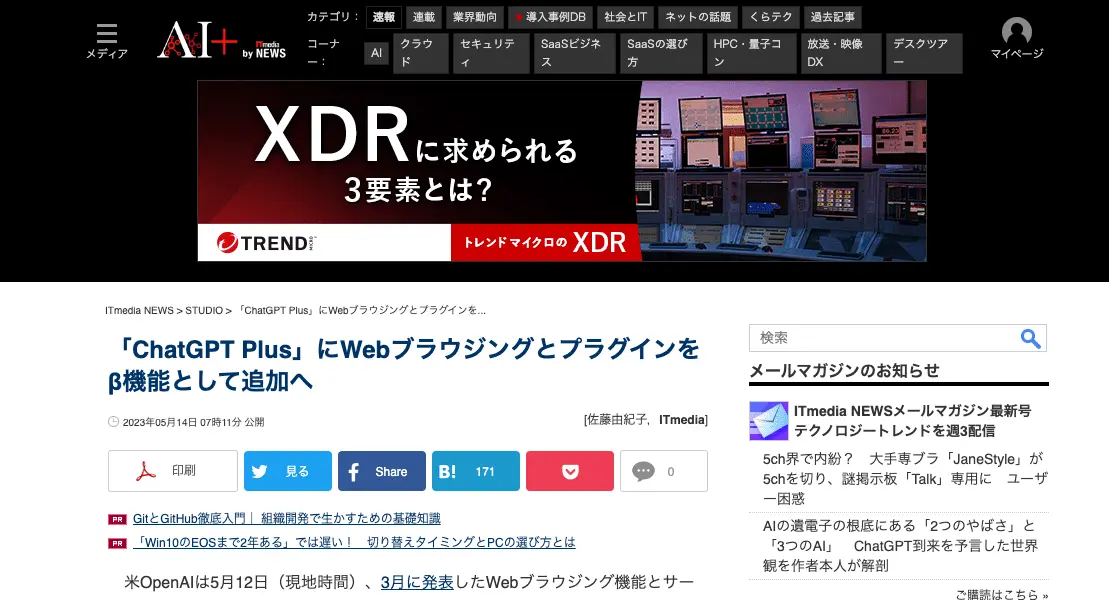 メディア
AI+ by ITmedia NEWS
カテゴリ： 速報 連載 業界動向 導入事例DB 社会とIT ネットの話題 くらテク 過去記事
コーナー： AI クラウド セキュリティ SaaSビジネス SaaSの選び方 HPC・量子コン 放送・映像DX デスクツアー
マイページ
XDRに求められる
3要素とは?
TREND MICRO
トレンドマイクロの XDR
ITmedia NEWS > STUDIO > 「ChatGPT Plus」にWebブラウジングとプラグインを...
「ChatGPT Plus」にWebブラウジングとプラグインを
β機能として追加へ
2023年05月14日 07時11分 公開
[佐藤由紀子，ITmedia]
印刷 見る Share B! 171 0
PR GitとGitHub徹底入門｜ 組織開発で生かすための基礎知識
PR 「Win10のEOSまで2年ある」では遅い！ 切り替えタイミングとPCの選び方とは
米OpenAIは5月12日（現地時間）、3月に発表したWebブラウジング機能とサー
検索
メールマガジンのお知らせ
ITmedia NEWSメールマガジン最新号
テクノロジートレンドを週3配信
5ch界で内紛？ 大手専ブラ「JaneStyle」が
5chを切り、謎掲示板「Talk」専用に ユーザ
ー困惑
AIの遺電子の根底にある「2つのやばさ」と
「3つのAI」 ChatGPT到来を予言した世界
観を作者本人が解剖
ご購読はこちら »